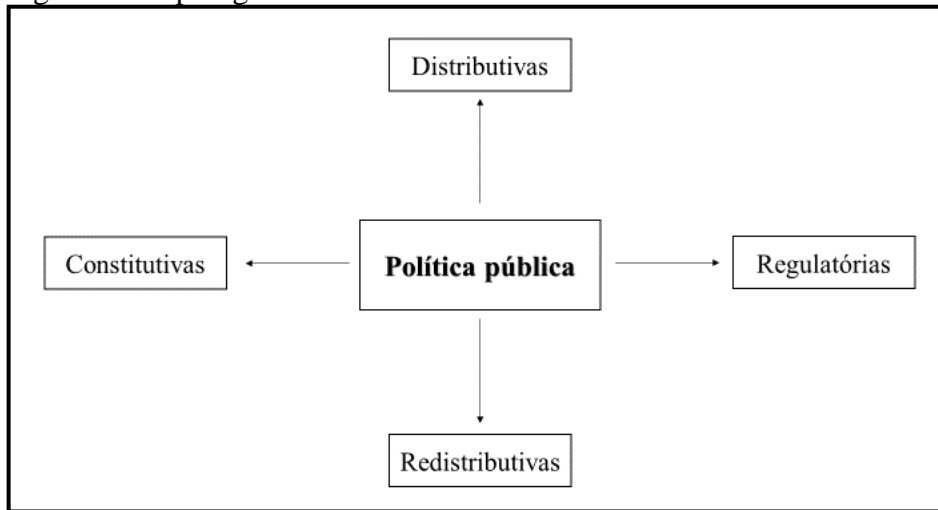 Distributivas
Constitutivas
Política pública
Regulatórias
Redistributivas